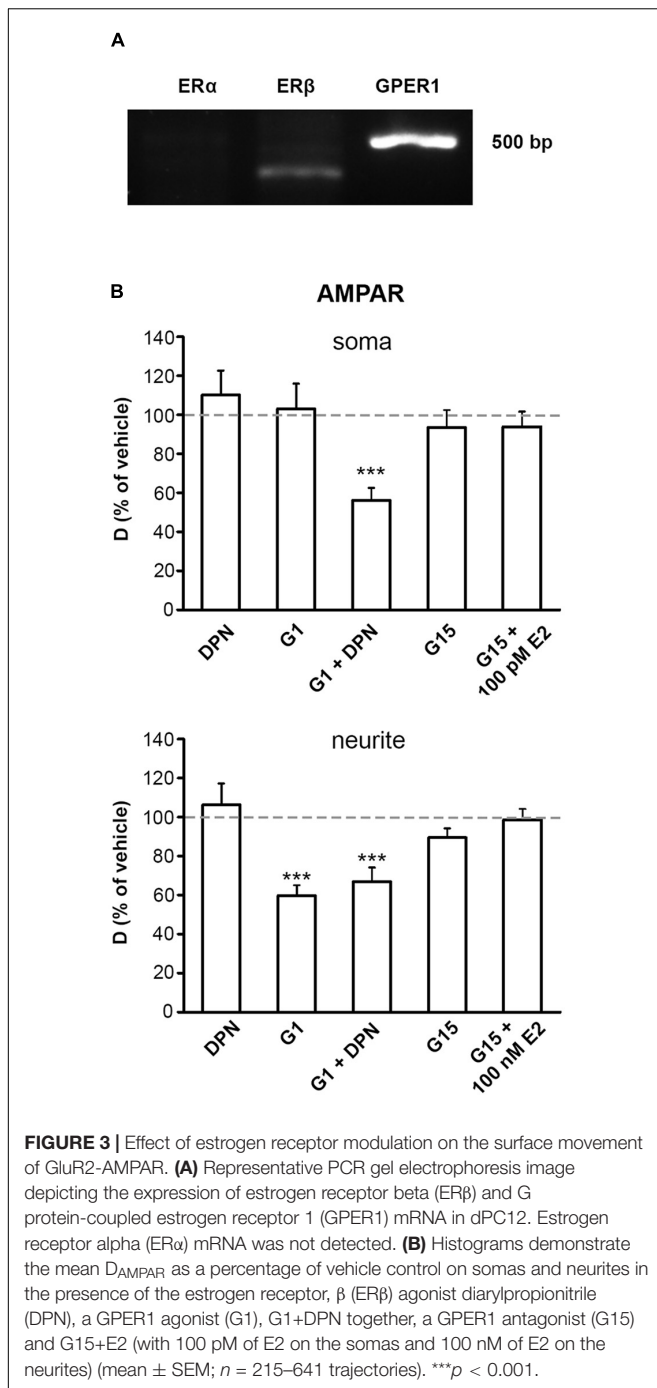 A
ERα ERβ GPER1
500 bp
B
AMPAR
soma
D (% of vehicle)
140
120
100
80
60
40
20
0
***
DPN
G1
G1 + DPN
G15
G15 +
100 pM E2
neurite
D (% of vehicle)
140
120
100
80
60
40
20
0
***
***
DPN
G1
G1 + DPN
G15
G15 +
100 nM E2
FIGURE 3 | Effect of estrogen receptor modulation on the surface movement
of GluR2-AMPAR. (A) Representative PCR gel electrophoresis image
depicting the expression of estrogen receptor beta (ERβ) and G
protein-coupled estrogen receptor 1 (GPER1) mRNA in dPC12. Estrogen
receptor alpha (ERα) mRNA was not detected. (B) Histograms demonstrate
the mean DAMPAR as a percentage of vehicle control on somas and neurites in
the presence of the estrogen receptor, β (ERβ) agonist diarylpropionitrile
(DPN), a GPER1 agonist (G1), G1+DPN together, a GPER1 antagonist (G15)
and G15+E2 (with 100 pM of E2 on the somas and 100 nM of E2 on the
neurites) (mean ± SEM; n = 215–641 trajectories). ***p < 0.001.